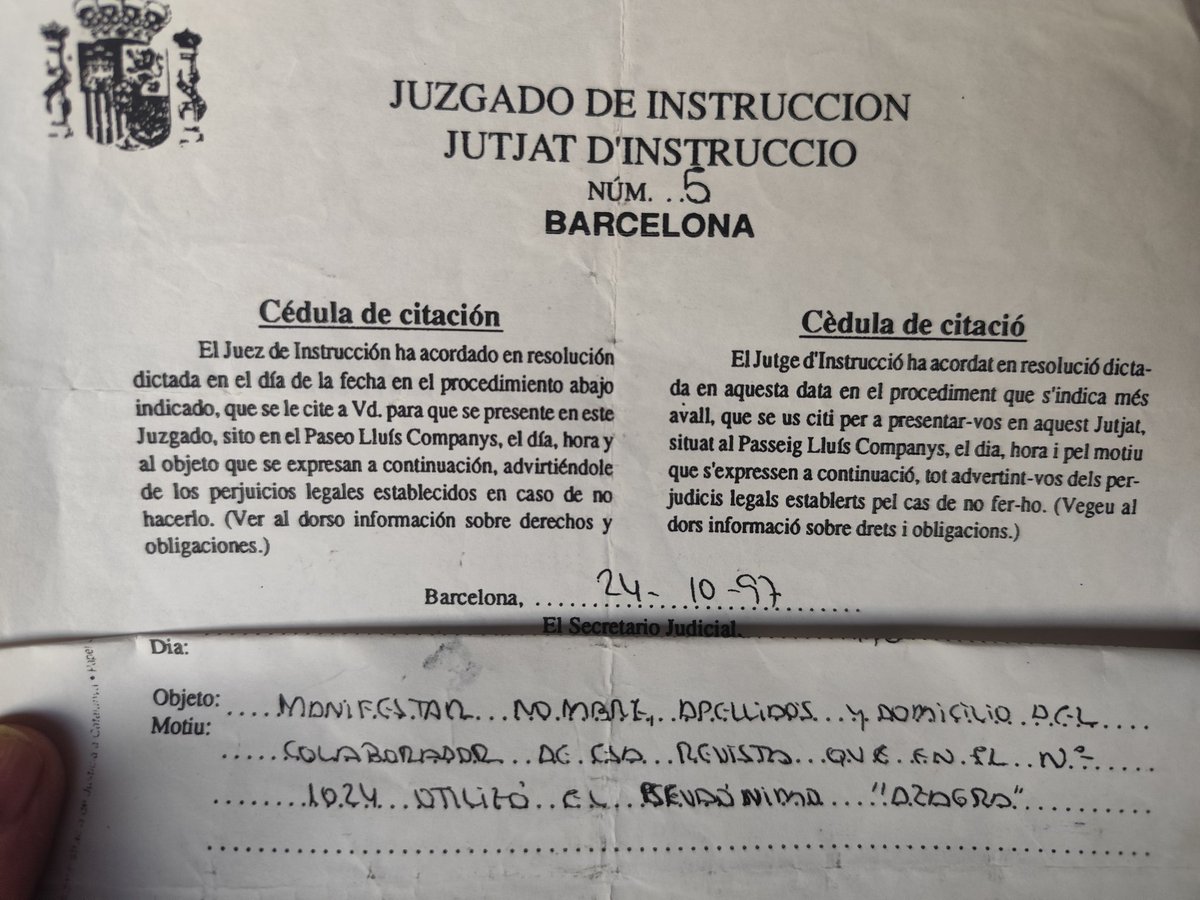 JUZGADO DE INSTRUCCION
JUTJAT D'INSTRUCCIO
NÚM. ..5
BARCELONA
Cédula de citación
El Juez de Instrucción ha acordado en resolución
dictada en el día de la fecha en el procedimiento abajo
indicado, que se le cite a Vd. para que se presente en este
Juzgado, sito en el Paseo Lluís Companys, el día, hora y
al objeto que se expresan a continuación, advirtiéndole
de los perjuicios legales establecidos en caso de no
hacerlo. (Ver al dorso información sobre derechos y
obligaciones.)
Cèdula de citació
El Jutge d'Instrucció ha acordat en resolució dicta-
da en aquesta data en el procediment que s'indica més
avall, que se us citi per a presentar-vos en aquest Jutjat,
situat al Passeig Lluís Companys, el dia, hora i pel motiu
que s'expressen a continuació, tot advertint-vos dels per-
judicis legals establerts pel cas de no fer-ho. (Vegeu al
dors informació sobre drets i obligacions.)
Barcelona, 24-10-97
El Secretario Judicial.
Dia:
Objeto: MANIFESTAR NOMBRE, APELLIDOS Y DOMICILIO DEL
Motiu:
COLABORADOR DE ESA REVISTA QUE EN EL N.º
1024 UTILIZÓ EL PSEUDÓNIMO "AZAGRA"